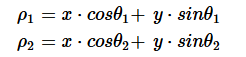 ρ₁ = x · cosθ₁ + y · sinθ₁
ρ₂ = x · cosθ₂ + y · sinθ₂